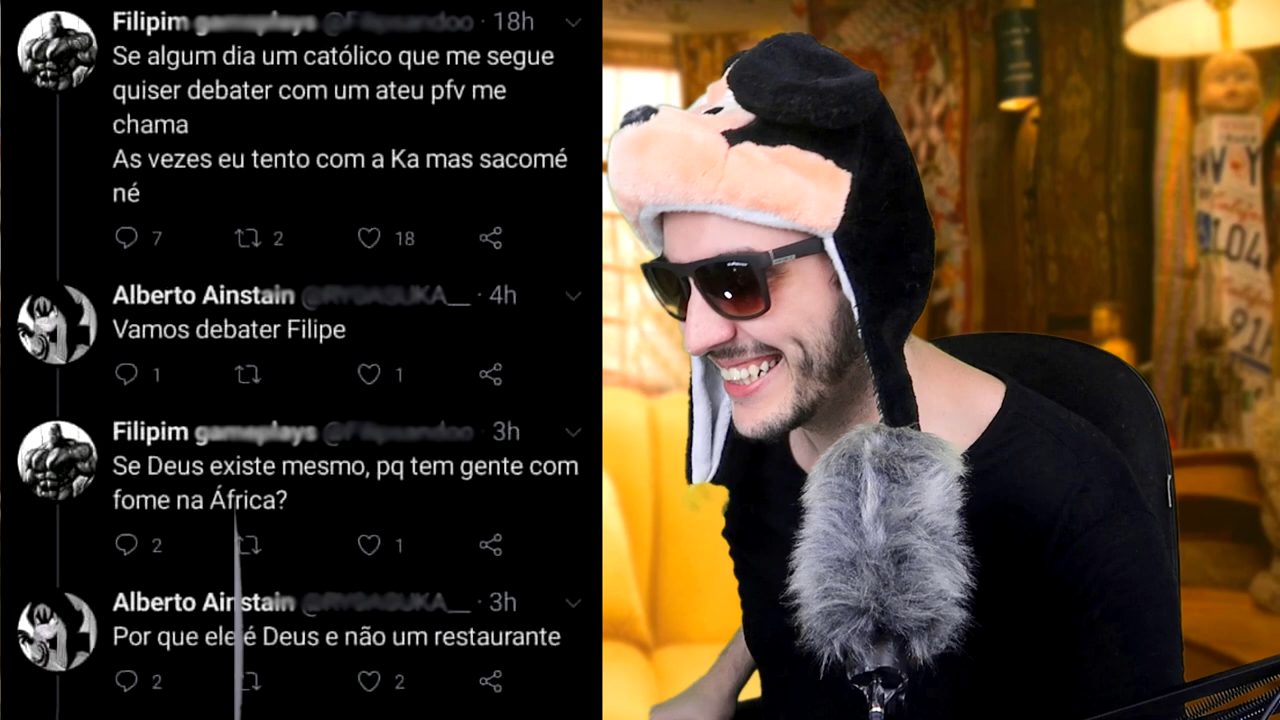 Filipim · 18h
Se algum dia um católico que me segue
quiser debater com um ateu pfv me
chama
As vezes eu tento com a Ka mas sacomé
né
7 2 18
Alberto Ainstain · 4h
Vamos debater Filipe
1 1
Filipim · 3h
Se Deus existe mesmo, pq tem gente com
fome na África?
2 1
Alberto Ainstain · 3h
Por que ele é Deus e não um restaurante
2 2